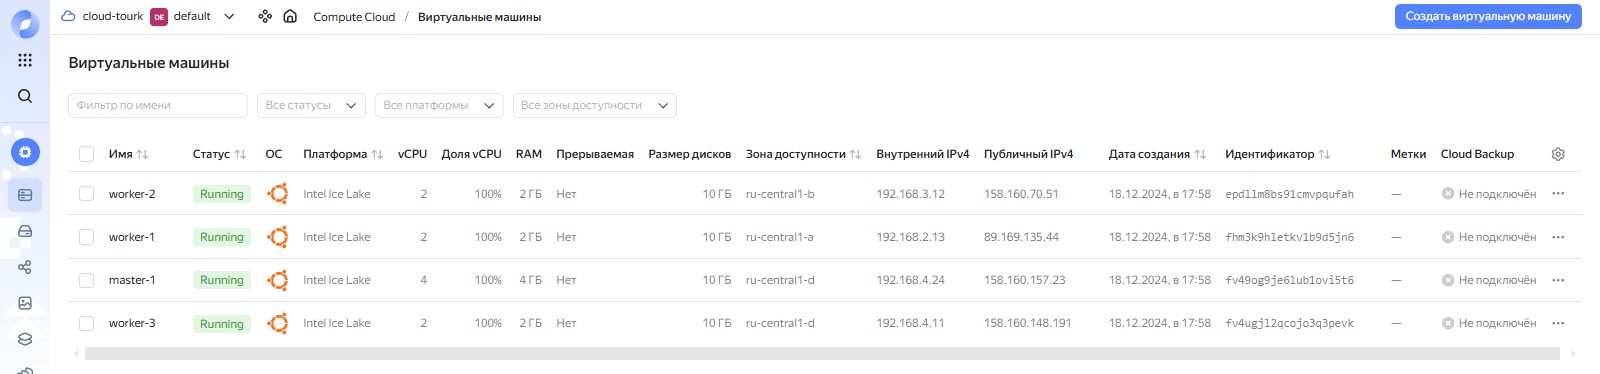 cloud-tourk DE default Compute Cloud / Виртуальные машины Создать виртуальную машину
Виртуальные машины
Фильтр по имени Все статусы Все платформы Все зоны доступности
Имя Статус ОС Платформа vCPU Доля vCPU RAM Прерываемая Размер дисков Зона доступности Внутренний IPv4 Публичный IPv4 Дата создания Идентификатор Метки Cloud Backup
worker-2 Running Intel Ice Lake 2 100% 2 ГБ Нет 10 ГБ ru-central1-b 192.168.3.12 158.160.70.51 18.12.2024, в 17:58 epdllm8bs91cmvpqufah — Не подключён
worker-1 Running Intel Ice Lake 2 100% 2 ГБ Нет 10 ГБ ru-central1-a 192.168.2.13 89.169.135.44 18.12.2024, в 17:58 fhm3k9hletkv1b9d5jn6 — Не подключён
master-1 Running Intel Ice Lake 4 100% 4 ГБ Нет 10 ГБ ru-central1-d 192.168.4.24 158.160.157.23 18.12.2024, в 17:58 fv49og9je6lub1ovi5t6 — Не подключён
worker-3 Running Intel Ice Lake 2 100% 2 ГБ Нет 10 ГБ ru-central1-d 192.168.4.11 158.160.148.191 18.12.2024, в 17:58 fv4ugjl2qcojo3q3pevk — Не подключён